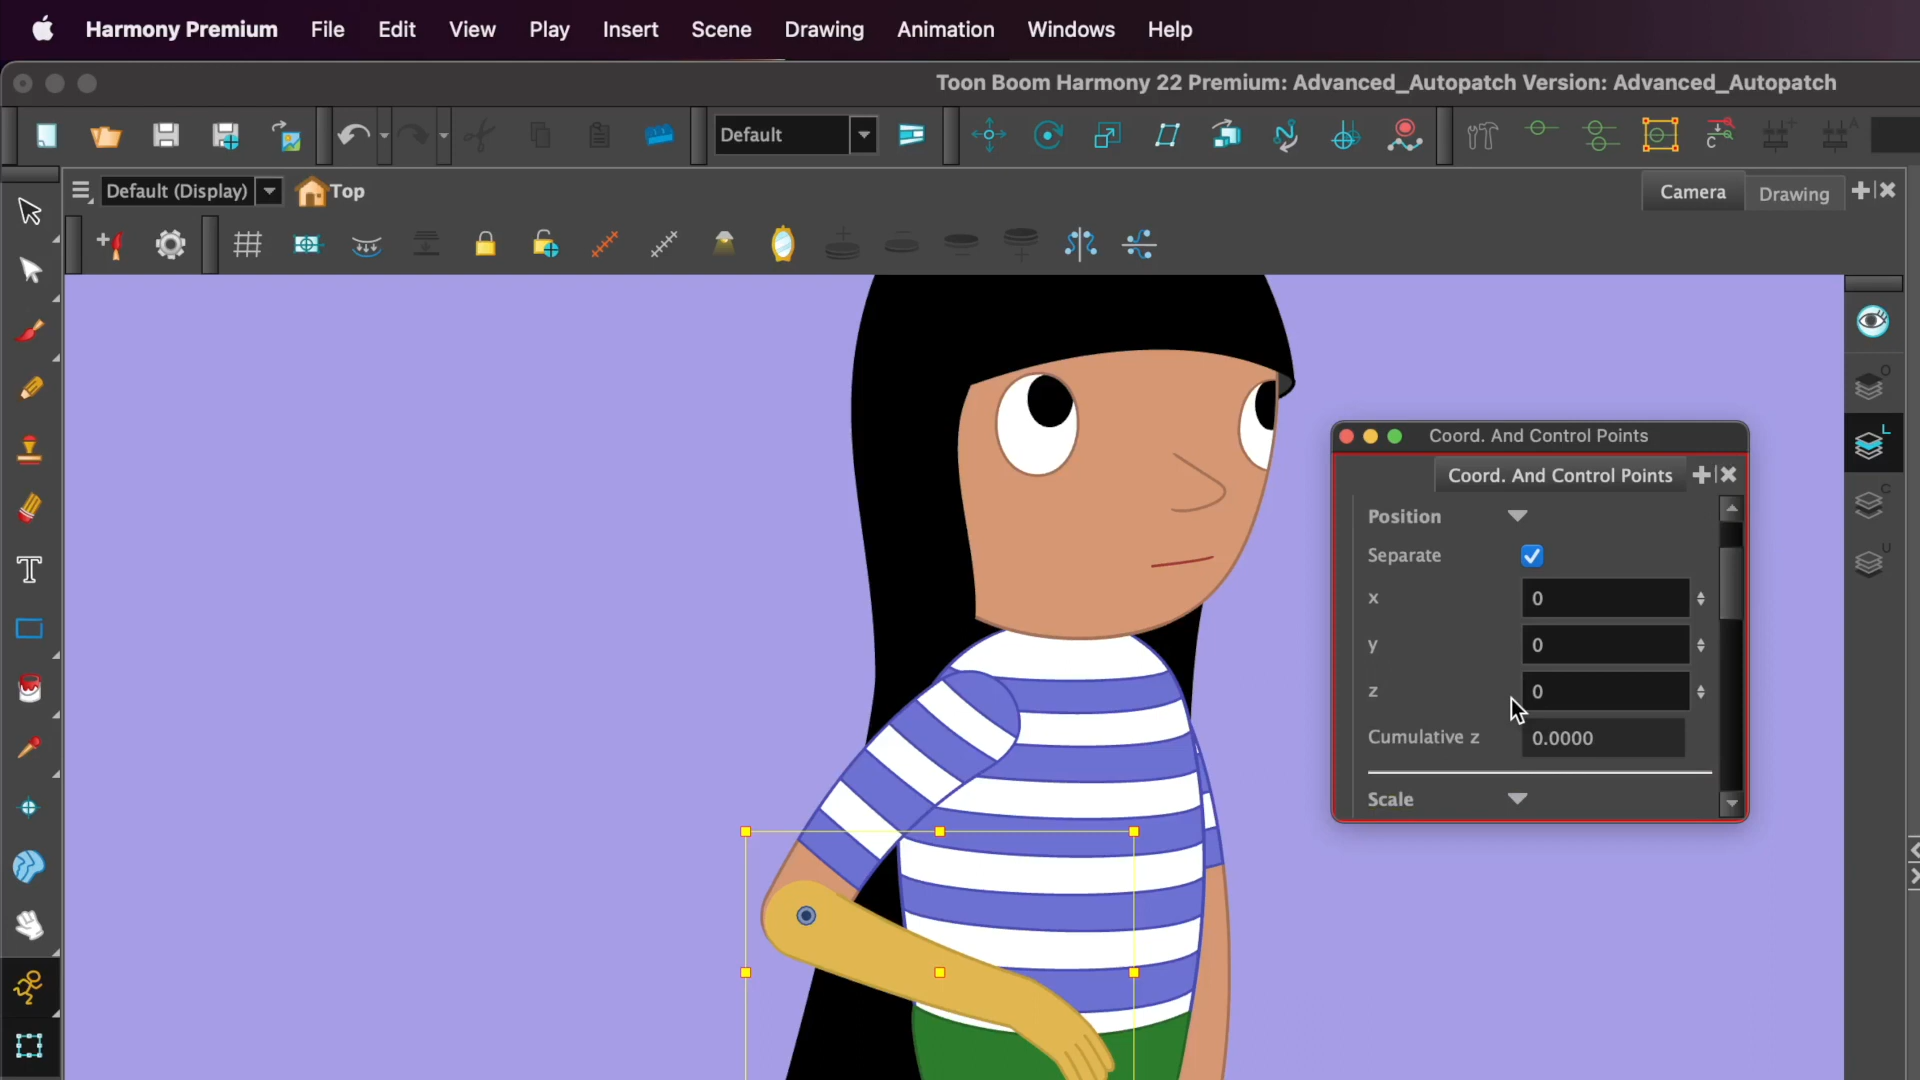 Harmony Premium File Edit View Play Insert Scene Drawing Animation Windows Help
Toon Boom Harmony 22 Premium: Advanced_Autopatch Version: Advanced_Autopatch
Default
Default (Display) Top Camera Drawing
Coord. And Control Points
Coord. And Control Points
Position
Separate
x 0
y 0
z 0
Cumulative z 0.0000
Scale
T
O
L
C
U